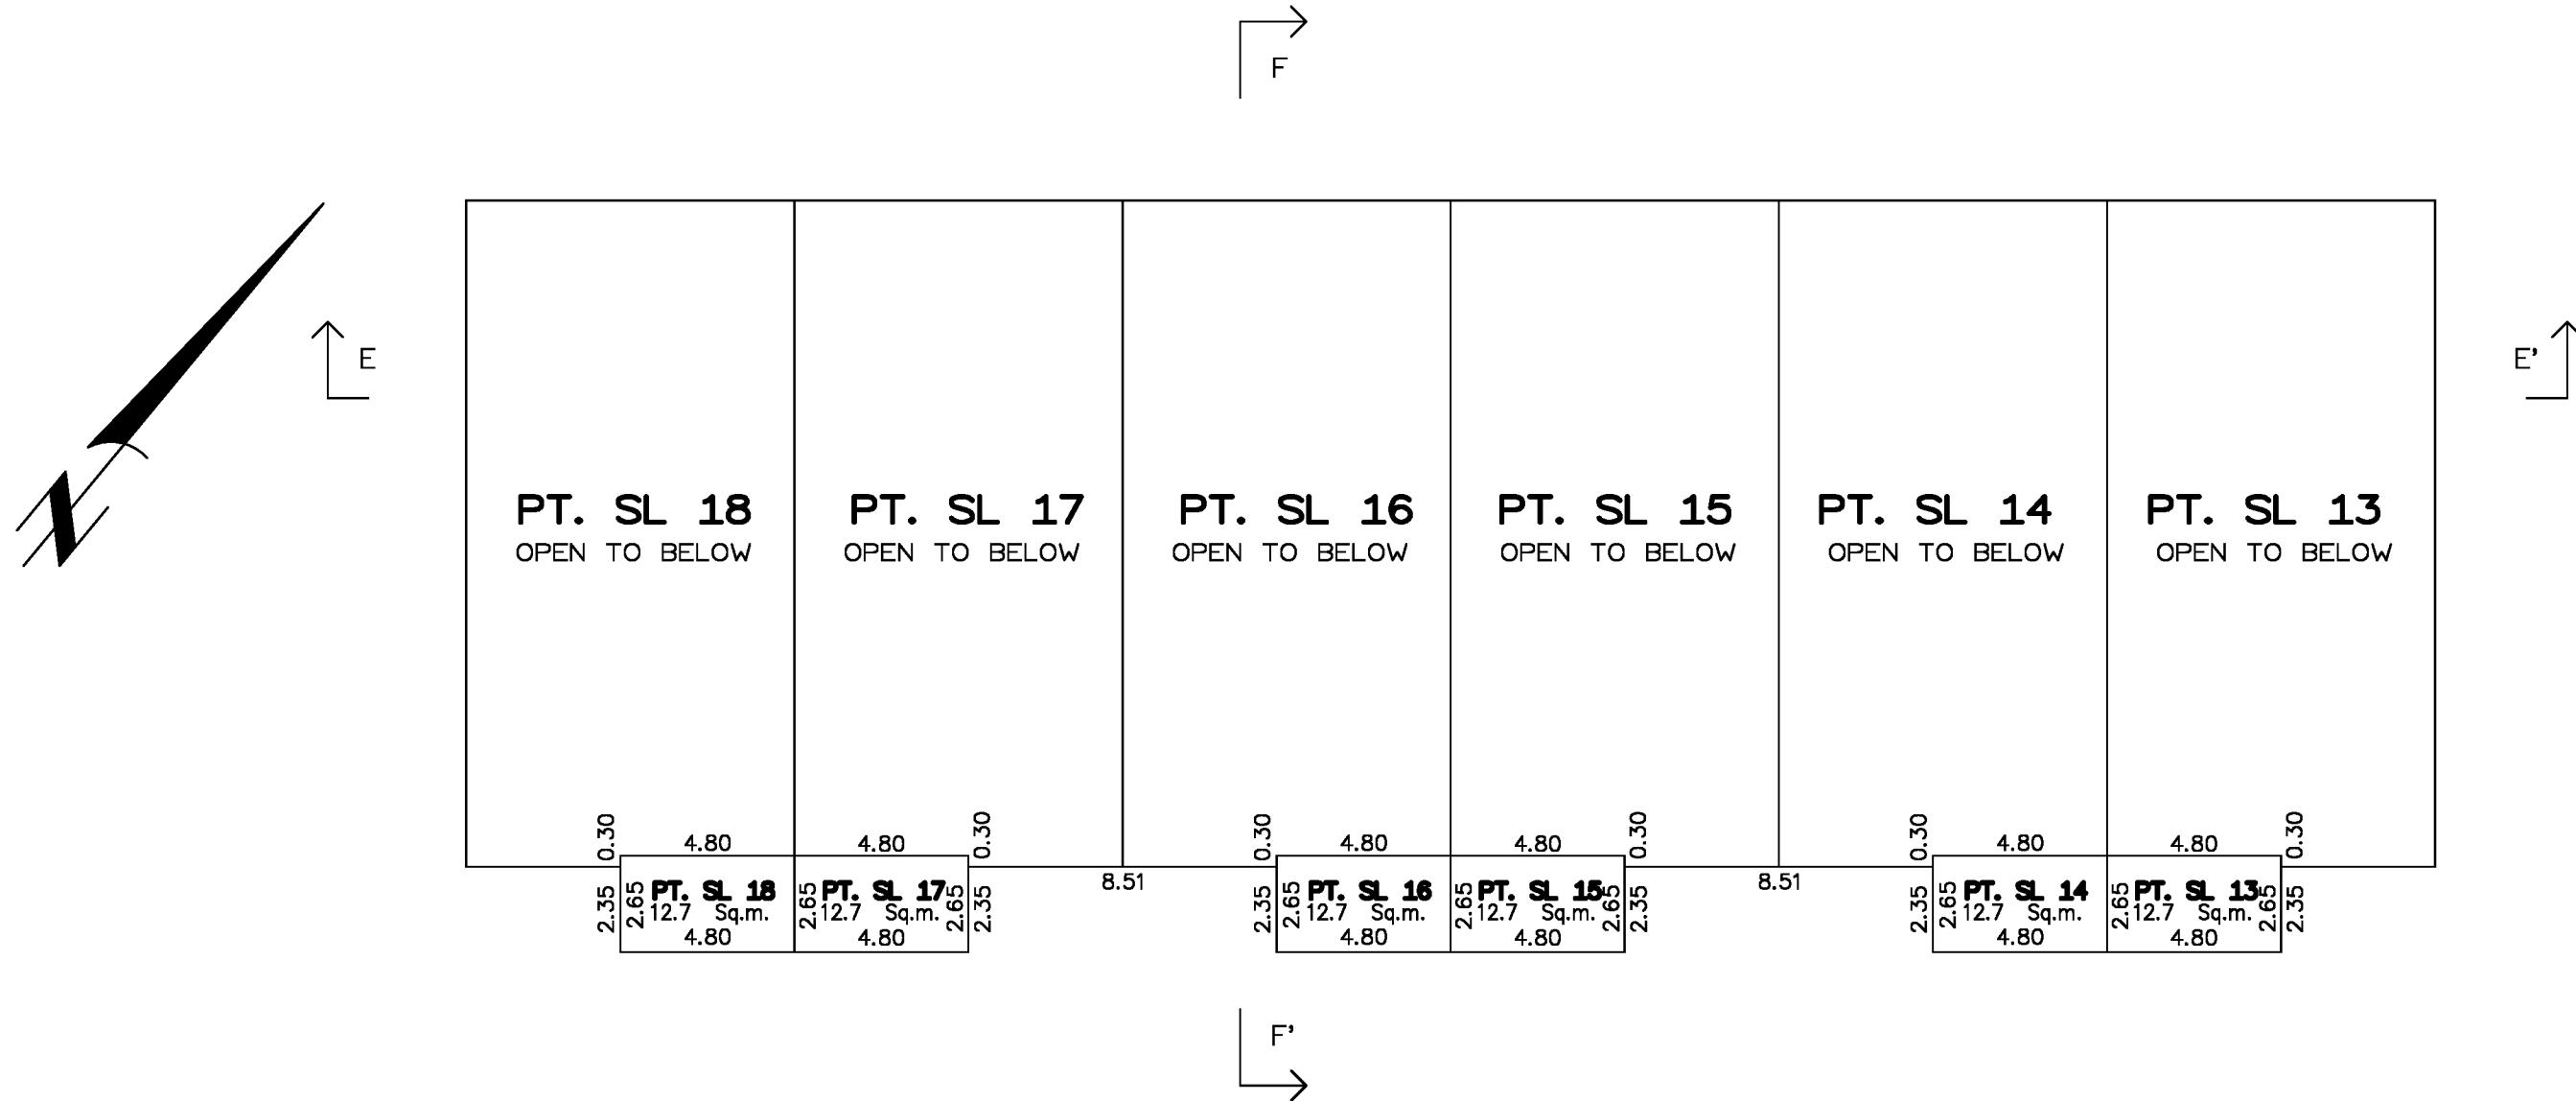 F
E
E'
N
PT. SL 18
OPEN TO BELOW
PT. SL 17
OPEN TO BELOW
PT. SL 16
OPEN TO BELOW
PT. SL 15
OPEN TO BELOW
PT. SL 14
OPEN TO BELOW
PT. SL 13
OPEN TO BELOW
0.30
4.80
4.80
0.30
2.35
2.65
PT. SL 18
12.7 Sq.m.
4.80
2.65
PT. SL 17
12.7 Sq.m.
4.80
2.65
2.35
8.51
0.30
4.80
4.80
0.30
2.35
2.65
PT. SL 16
12.7 Sq.m.
4.80
2.65
PT. SL 15
12.7 Sq.m.
4.80
2.65
2.35
8.51
0.30
4.80
4.80
0.30
2.35
2.65
PT. SL 14
12.7 Sq.m.
4.80
2.65
PT. SL 13
12.7 Sq.m.
4.80
2.65
2.35
F'